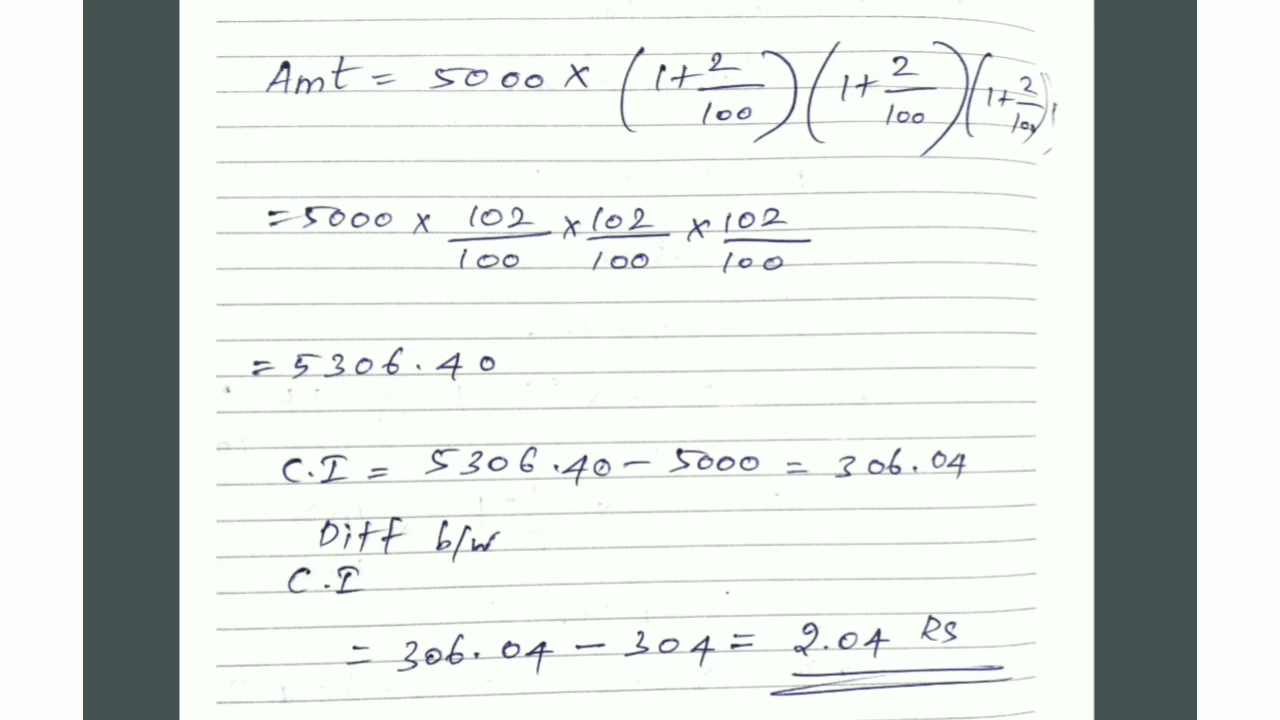 Amt = 5000 × (1+2/100)(1+2/100)(1+2/100)
=5000 × 102/100 ×102/100 ×102/100
= 5306.40
C.I = 5306.40 – 5000 = 306.04
Diff b/w
C.I
= 306.04 – 304 = 2.04 RS